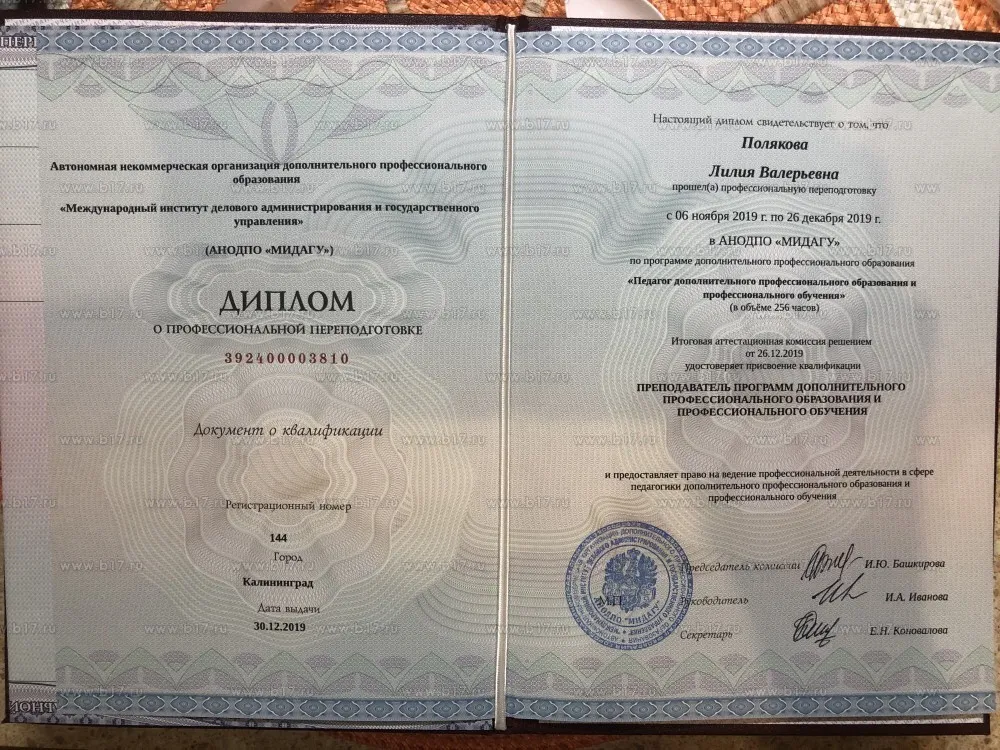 Автономная некоммерческая организация дополнительного профессионального
образования
«Международный институт делового администрирования и государственного
управления»
(АНОДПО «МИДАГУ»)
ДИПЛОМ
О ПРОФЕССИОНАЛЬНОЙ ПЕРЕПОДГОТОВКЕ
392400003810
Документ о квалификации
Регистрационный номер
144
Город
Калининград
Дата выдачи
30.12.2019
Настоящий диплом свидетельствует о том, что
Полякова
Лилия Валерьевна
прошел(а) профессиональную переподготовку
с 06 ноября 2019 г. по 26 декабря 2019 г.
в АНОДПО «МИДАГУ»
по программе дополнительного профессионального образования
«Педагог дополнительного профессионального образования и
профессионального обучения»
(в объёме 256 часов)
Итоговая аттестационная комиссия решением
от 26.12.2019
удостоверяет присвоение квалификации
ПРЕПОДАВАТЕЛЬ ПРОГРАММ ДОПОЛНИТЕЛЬНОГО
ПРОФЕССИОНАЛЬНОГО ОБРАЗОВАНИЯ И
ПРОФЕССИОНАЛЬНОГО ОБУЧЕНИЯ
и предоставляет право на ведение профессиональной деятельности в сфере
педагогики дополнительного профессионального образования и
профессионального обучения
Председатель комиссии И.Ю. Башкирова
М.П. Руководитель И.А. Иванова
Секретарь Е.Н. Коновалова
АНОДПО "МИДАГУ"
www.b17.ru